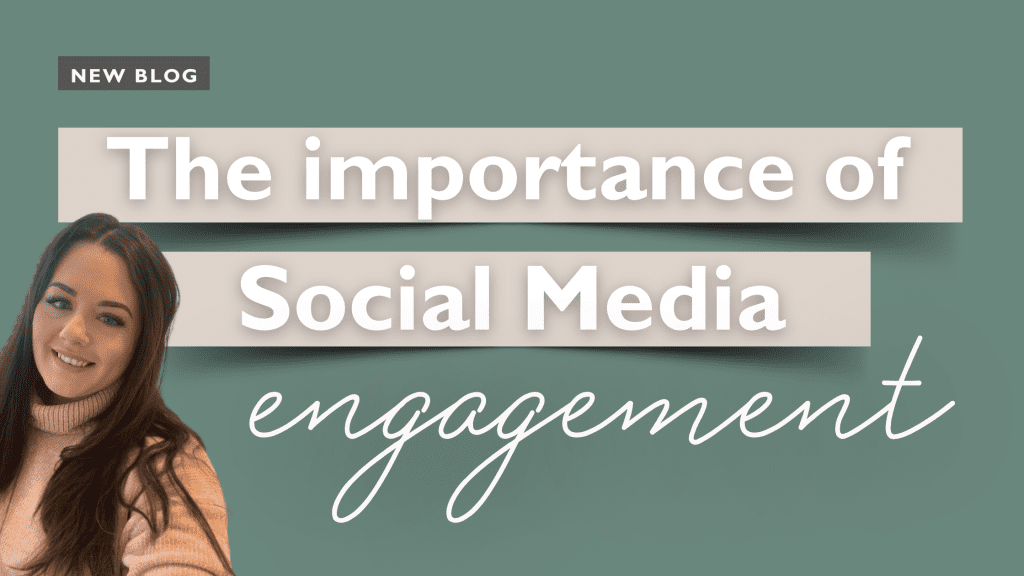 NEW BLOG
The importance of
Social Media
engagement